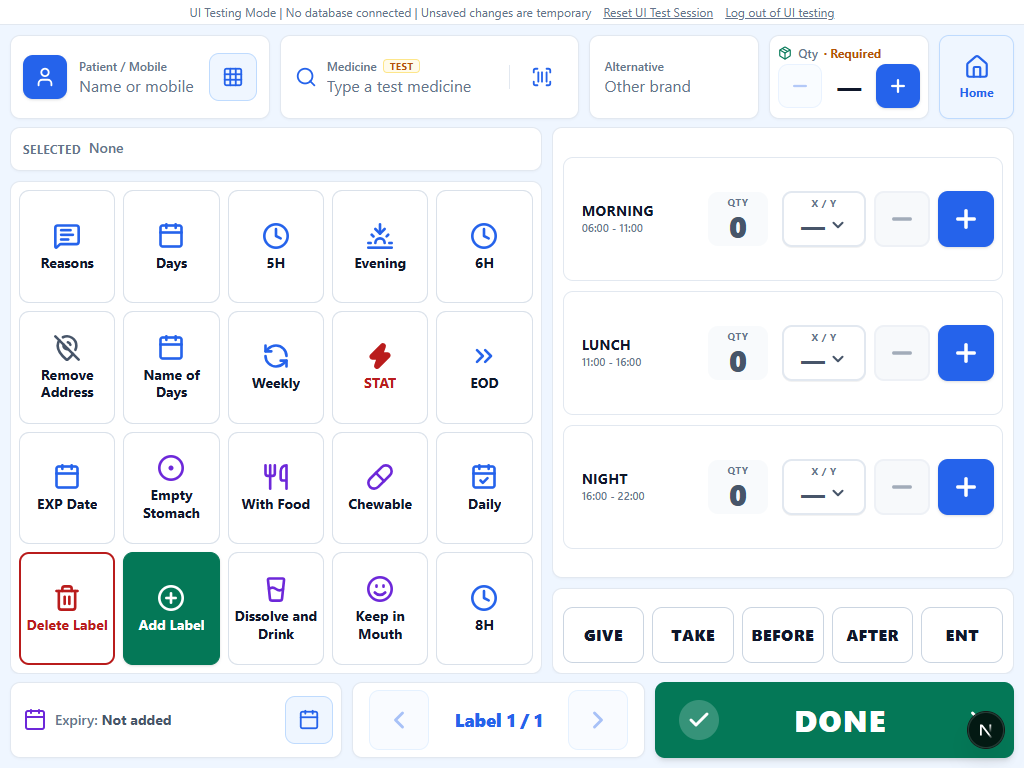 UI Testing Mode | No database connected | Unsaved changes are temporary Reset UI Test Session Log out of UI testing
Patient / Mobile
Name or mobile
Medicine TEST
Type a test medicine
Alternative
Other brand
Qty · Required
Home
SELECTED None
Reasons
Days
5H
Evening
6H
Remove Address
Name of Days
Weekly
STAT
EOD
EXP Date
Empty Stomach
With Food
Chewable
Daily
Delete Label
Add Label
Dissolve and Drink
Keep in Mouth
8H
MORNING
06:00 - 11:00
QTY
0
X / Y
LUNCH
11:00 - 16:00
QTY
0
X / Y
NIGHT
16:00 - 22:00
QTY
0
X / Y
GIVE
TAKE
BEFORE
AFTER
ENT
Expiry: Not added
Label 1 / 1
DONE
N